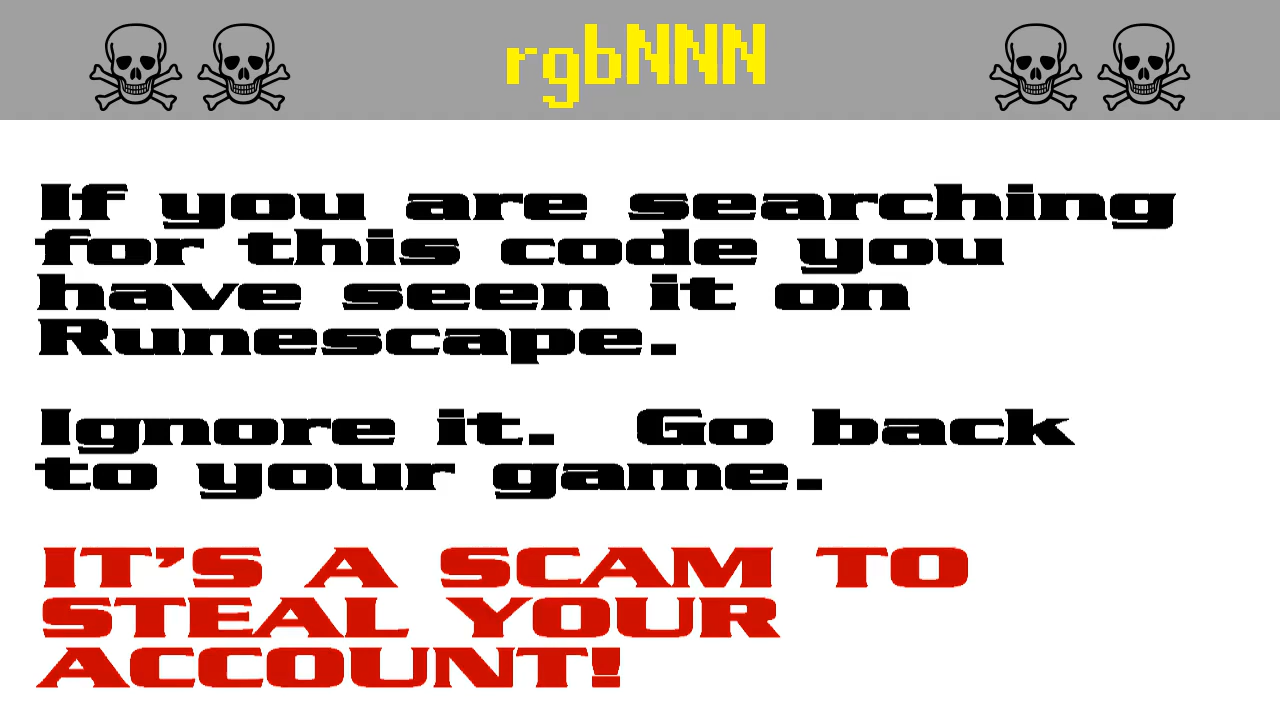 rgbNNN
If you are searching
for this code you
have seen it on
Runescape.
Ignore it.  Go back
to your game.
IT'S A SCAM TO
STEAL YOUR
ACCOUNT!